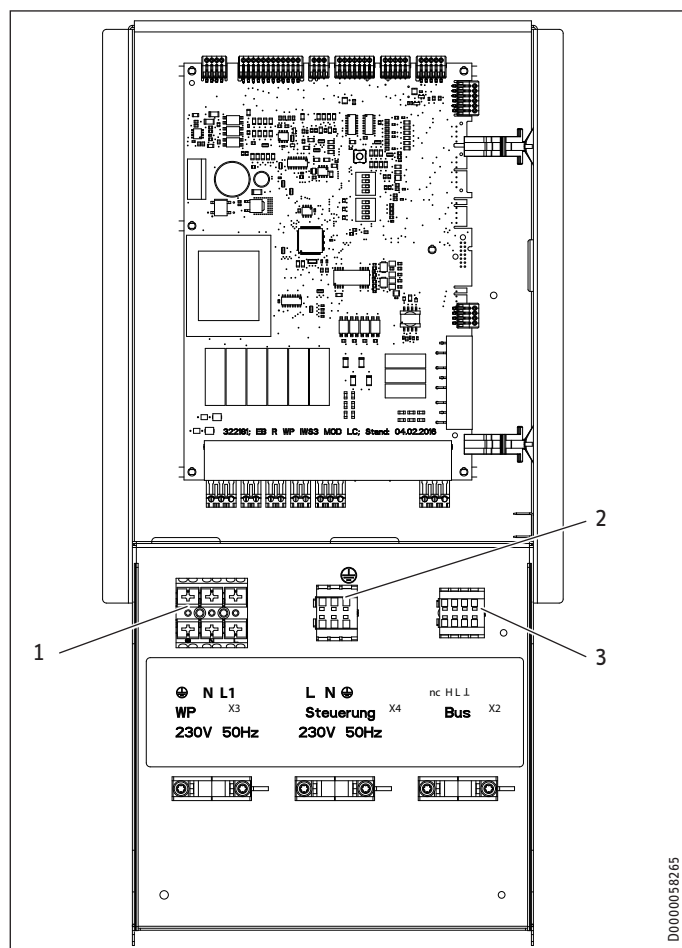 322161; EB R WP IWS3 MOD LC; Stand: 04.02.2016
2
1
3
⏚ N L1
L N ⏚
nc H L ⊥
WP X3
Steuerung X4
Bus X2
230V 50Hz
230V 50Hz
D0000058265